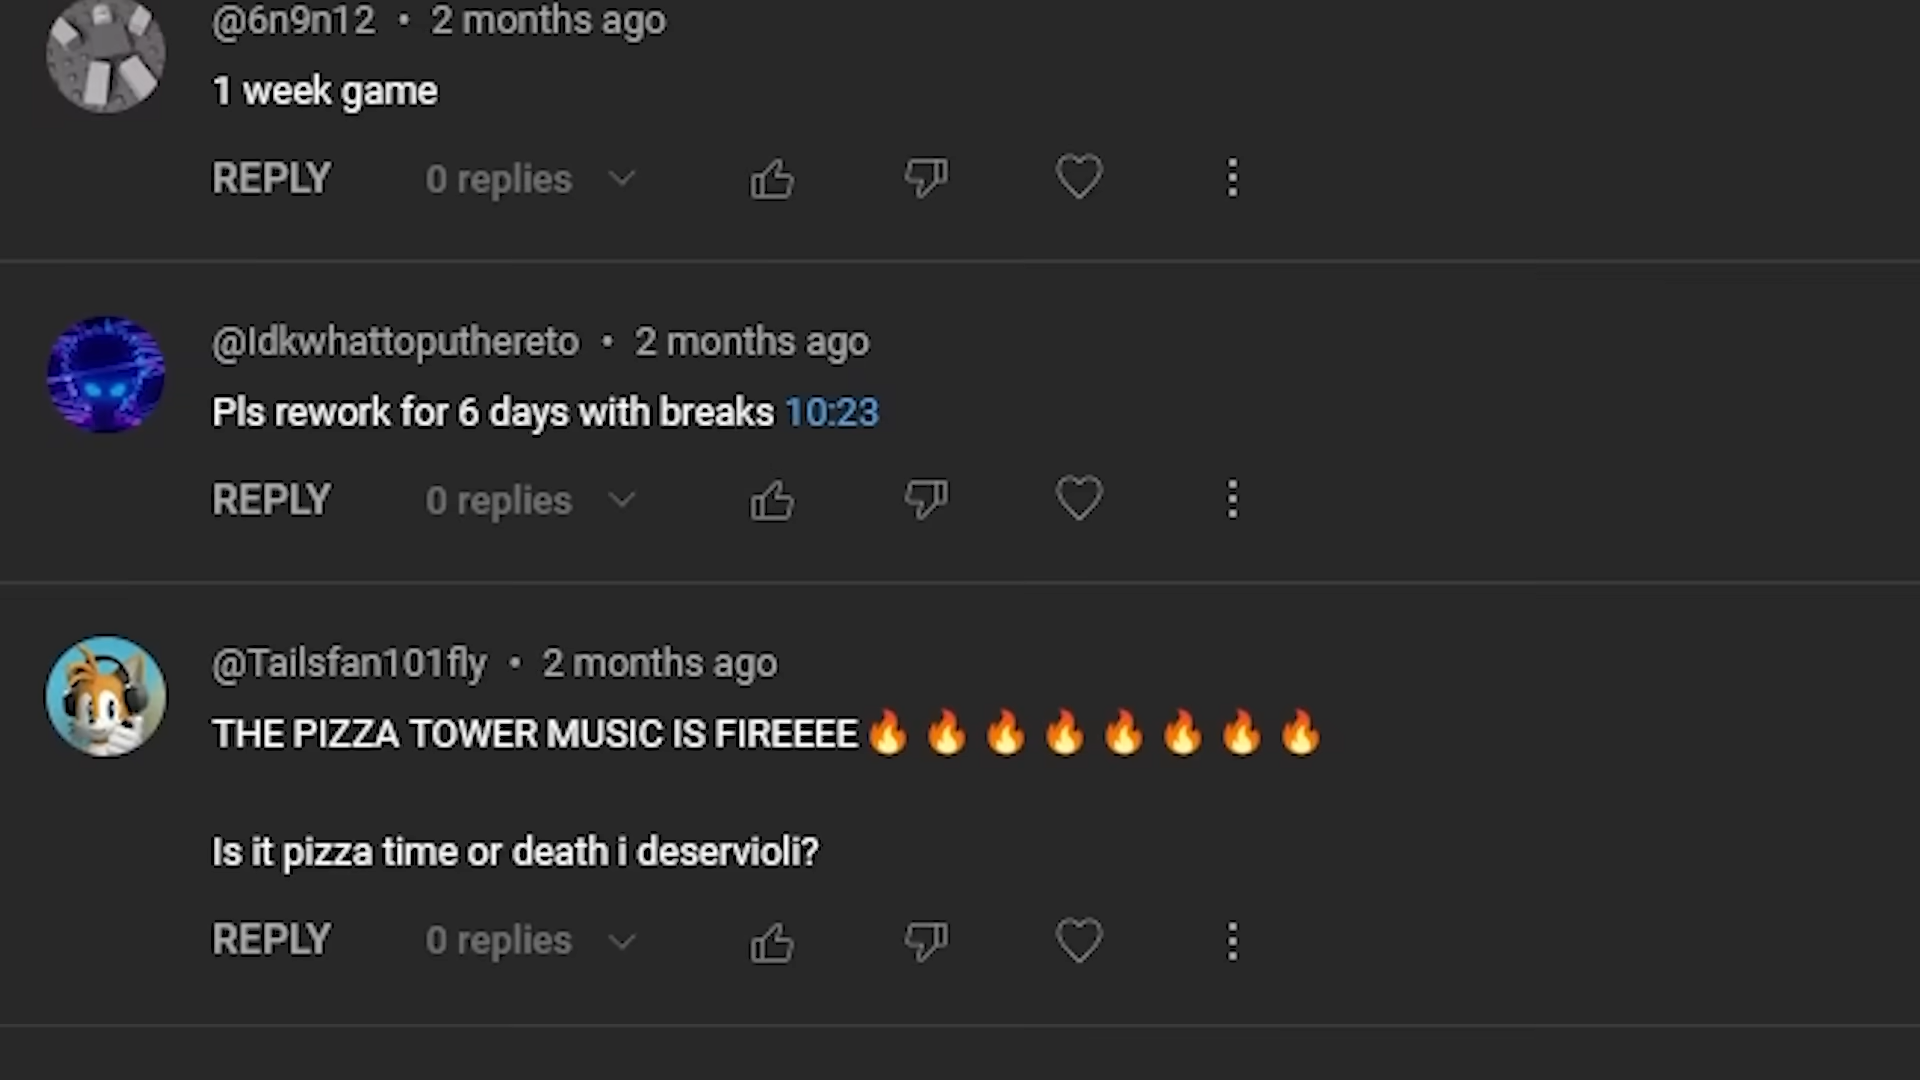 @6n9n12 • 2 months ago
1 week game
REPLY 0 replies
@Idkwhattoputhereto • 2 months ago
Pls rework for 6 days with breaks 10:23
REPLY 0 replies
@Tailsfan101fly • 2 months ago
THE PIZZA TOWER MUSIC IS FIREEEE🔥🔥🔥🔥🔥🔥🔥🔥
Is it pizza time or death i deservioli?
REPLY 0 replies